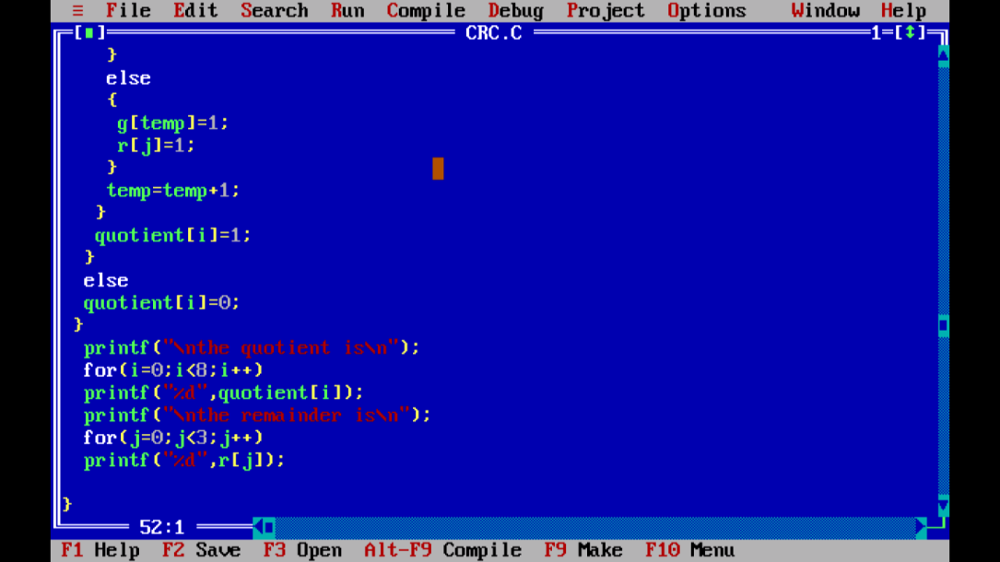 ≡ File Edit Search Run Compile Debug Project Options Window Help
[■] CRC.C 1=[↕]
}
else
{
g[temp]=1;
r[j]=1;
}
temp=temp+1;
}
quotient[i]=1;
}
else
quotient[i]=0;
}
printf("\nthe quotient is\n");
for(i=0;i<8;i++)
printf("%d",quotient[i]);
printf("\nthe remainder is\n");
for(j=0;j<3;j++)
printf("%d",r[j]);
}
52:1
F1 Help F2 Save F3 Open Alt-F9 Compile F9 Make F10 Menu